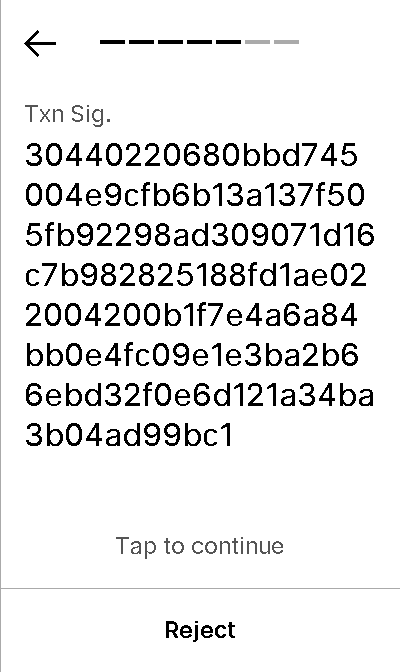 Txn Sig.
30440220680bbd745
004e9cfb6b13a137f50
5fb92298ad309071d16
c7b982825188fd1ae02
2004200b1f7e4a6a84
bb0e4fc09e1e3ba2b6
6ebd32f0e6d121a34ba
3b04ad99bc1
Tap to continue
Reject